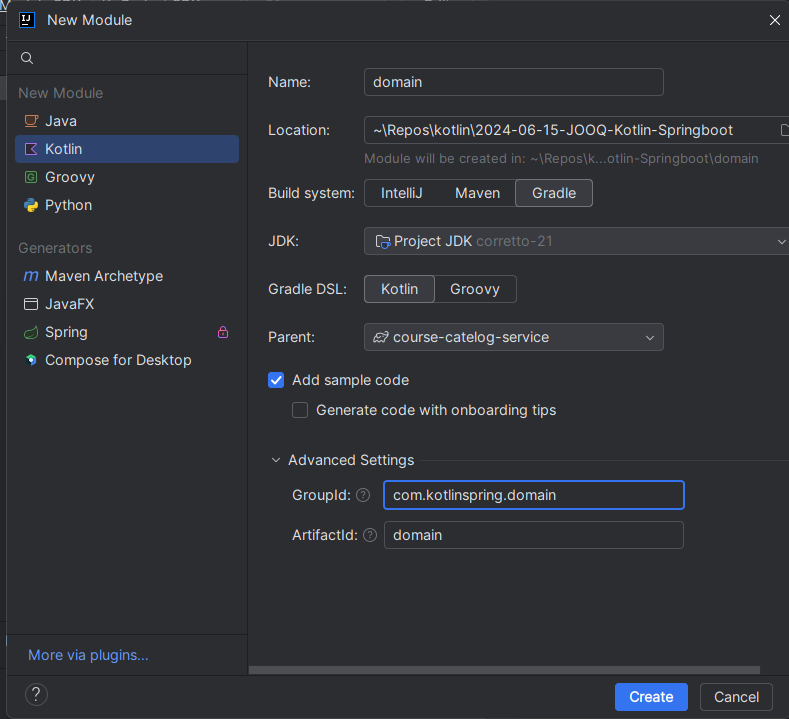 New Module
New Module
Java
Kotlin
Groovy
Python
Generators
Maven Archetype
JavaFX
Spring
Compose for Desktop
More via plugins...
Name: domain
Location: ~\Repos\kotlin\2024-06-15-JOOQ-Kotlin-Springboot
Module will be created in: ~\Repos\k...otlin-Springboot\domain
Build system: IntelliJ Maven Gradle
JDK: Project JDK corretto-21
Gradle DSL: Kotlin Groovy
Parent: course-catelog-service
Add sample code
Generate code with onboarding tips
Advanced Settings
GroupId: ? com.kotlinspring.domain
ArtifactId: ? domain
? Create Cancel